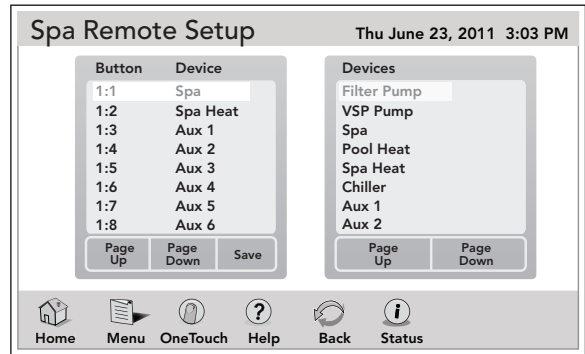 Spa Remote Setup
Thu June 23, 2011 3:03 PM
Button Device
1:1 Spa
1:2 Spa Heat
1:3 Aux 1
1:4 Aux 2
1:5 Aux 3
1:6 Aux 4
1:7 Aux 5
1:8 Aux 6
Page Up
Page Down
Save
Devices
Filter Pump
VSP Pump
Spa
Pool Heat
Spa Heat
Chiller
Aux 1
Aux 2
Page Up
Page Down
?
i
Home Menu OneTouch Help Back Status